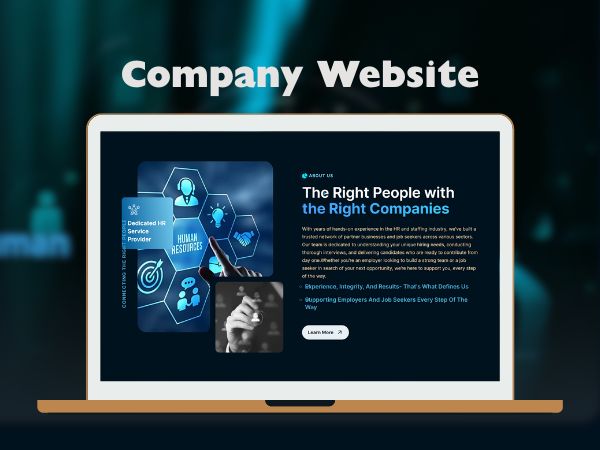 Company Website
ABOUT US
The Right People with
the Right Companies
With years of hands-on experience in the HR and staffing industry, we've built a
trusted network of partner businesses and job seekers across various sectors.
Our team is dedicated to understanding your unique hiring needs, conducting
thorough interviews, and delivering candidates who are ready to contribute from
day one.Whether you're an employer looking to build a strong team or a job
seeker in search of your next opportunity, we're here to support you, every step
of the way.
Experience, Integrity, And Results- That's What Defines Us
Supporting Employers And Job Seekers Every Step Of The
Way
Learn More
Dedicated HR
Service
Provider
HUMAN
RESOURCES
CONNECTING THE RIGHT PEOPLE